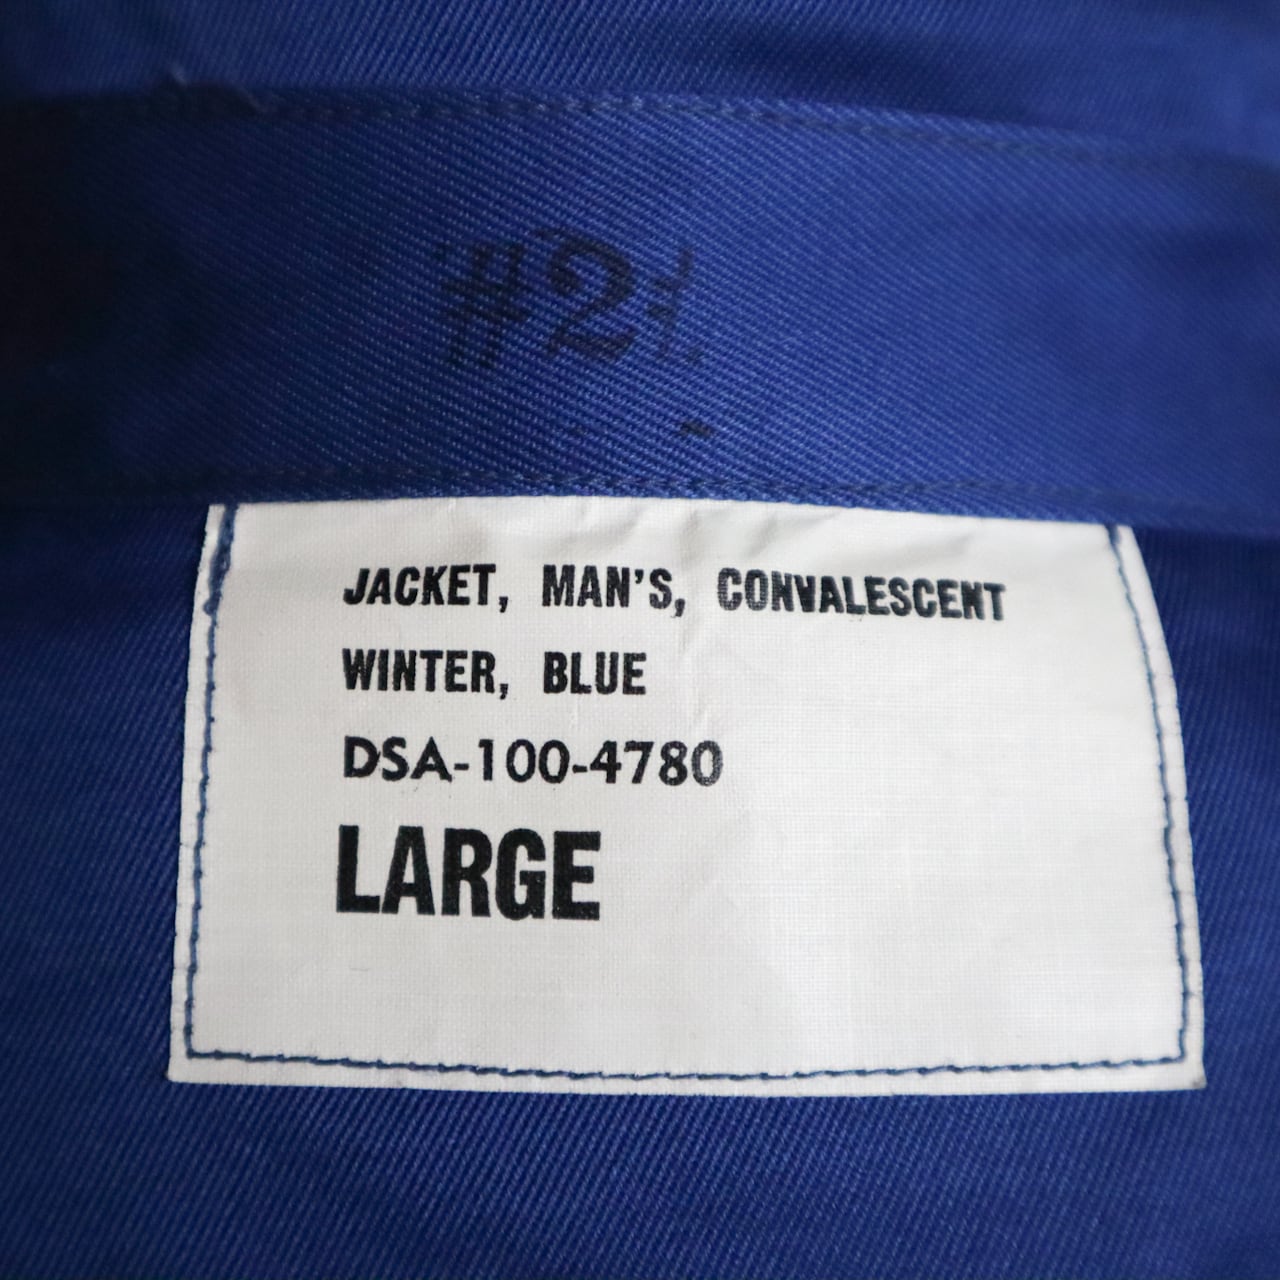 JACKET, MAN'S, CONVALESCENT
WINTER, BLUE
DSA-100-4780
LARGE